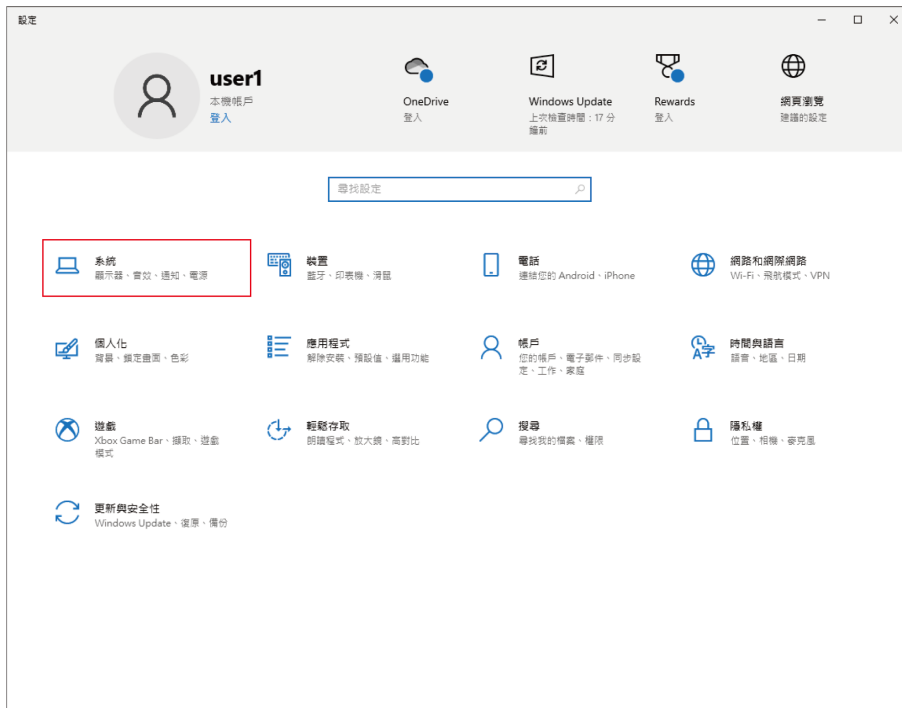 設定
user1
本機帳戶
登入
OneDrive
登入
Windows Update
上次檢查時間：17 分
鐘前
Rewards
登入
網頁瀏覽
建議的設定
尋找設定
系統
顯示器、音效、通知、電源
裝置
藍牙、印表機、滑鼠
電話
連結您的 Android、iPhone
網路和網際網路
Wi-Fi、飛航模式、VPN
個人化
背景、鎖定畫面、色彩
應用程式
解除安裝、預設值、選用功能
帳戶
您的帳戶、電子郵件、同步設
定、工作、家庭
時間與語言
語音、地區、日期
遊戲
Xbox Game Bar、擷取、遊戲
模式
輕鬆存取
朗讀程式、放大鏡、高對比
搜尋
尋找我的檔案、權限
隱私權
位置、相機、麥克風
更新與安全性
Windows Update、復原、備份